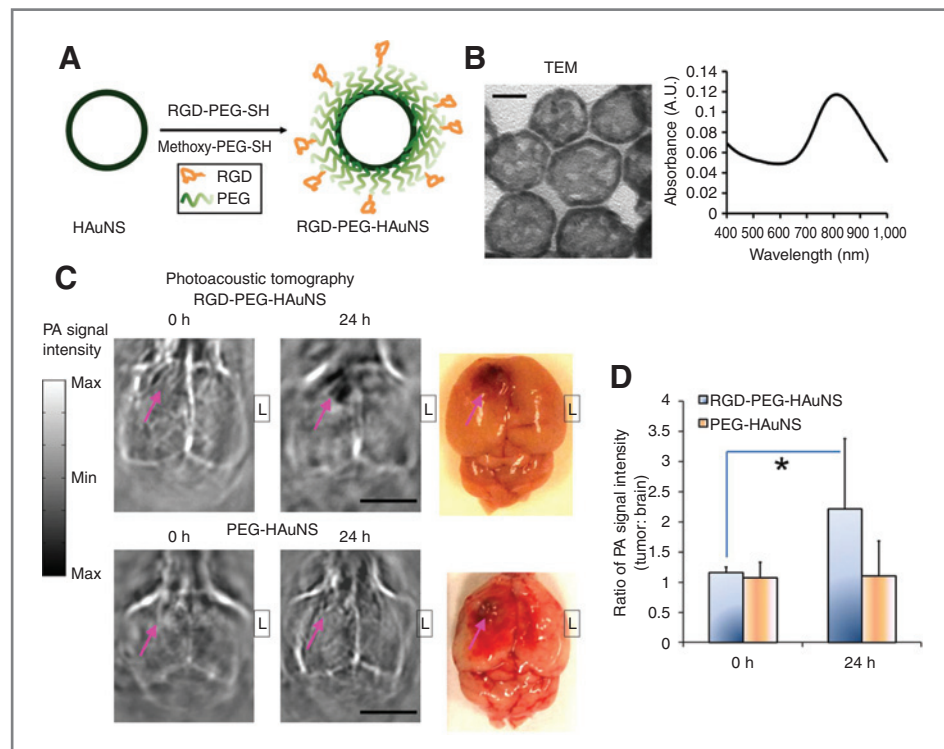 A
RGD-PEG-SH
Methoxy-PEG-SH
RGD
PEG
HAuNS
RGD-PEG-HAuNS
B
TEM
Absorbance (A.U.)
0.14
0.12
0.1
0.08
0.06
0.04
0.02
0
400 500 600 700 800 900 1,000
Wavelength (nm)
C
Photoacoustic tomography
RGD-PEG-HAuNS
0 h
24 h
PA signal
intensity
Max
Min
Max
L
L
L
PEG-HAuNS
0 h
24 h
L
L
L
D
RGD-PEG-HAuNS
PEG-HAuNS
Ratio of PA signal intensity
(tumor: brain)
4
3.5
3
2.5
2
1.5
1
0.5
0
*
0 h
24 h